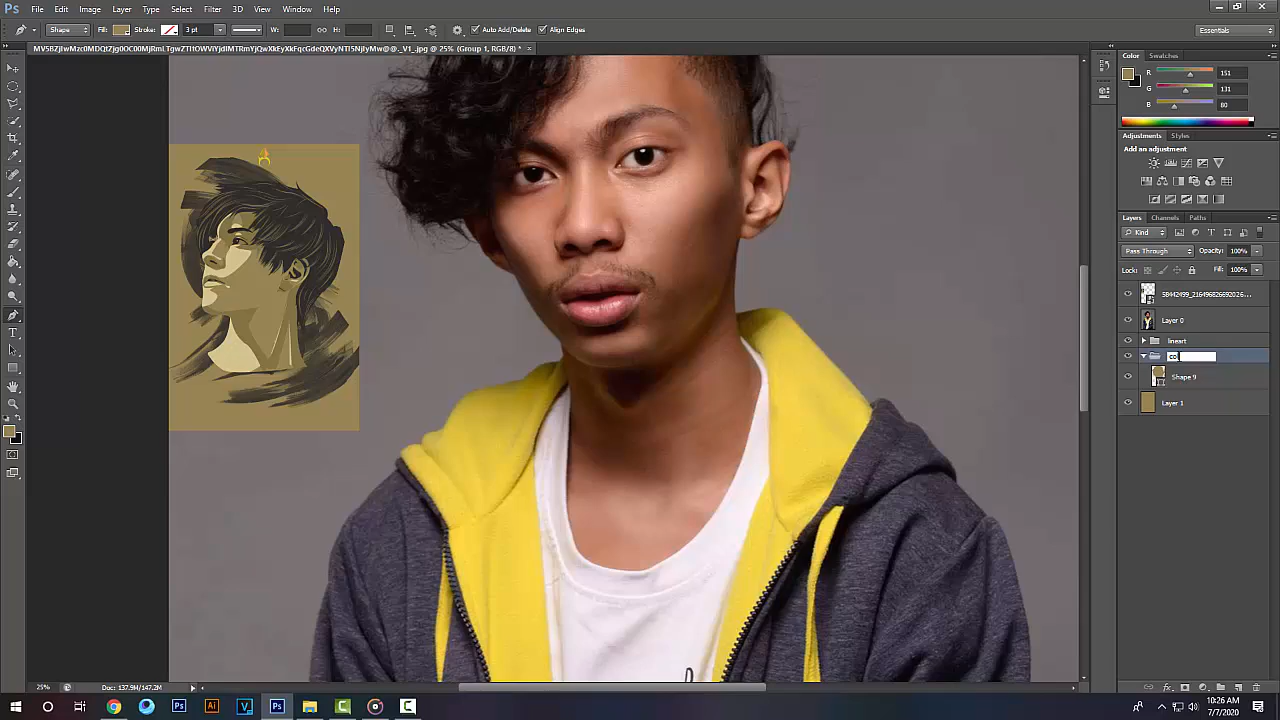 Ps File Edit Image Layer Type Select Filter 3D View Window Help
Shape Fill: Stroke: 3 pt W: H: Auto Add/Delete Align Edges Essentials
@._V1_.jpg @ 25% (Group 1, RGB/8) *
Color Swatches
R 151
G 131
B 80
Adjustments Styles
Add an adjustment
Layers Channels Paths
Kind
Pass Through Opacity: 100%
Lock: Fill: 100%
Layer 0
lineart
col
Shape 9
Layer 1
25% Doc: 137.9M/147.2M
10:26 AM
7/7/2020